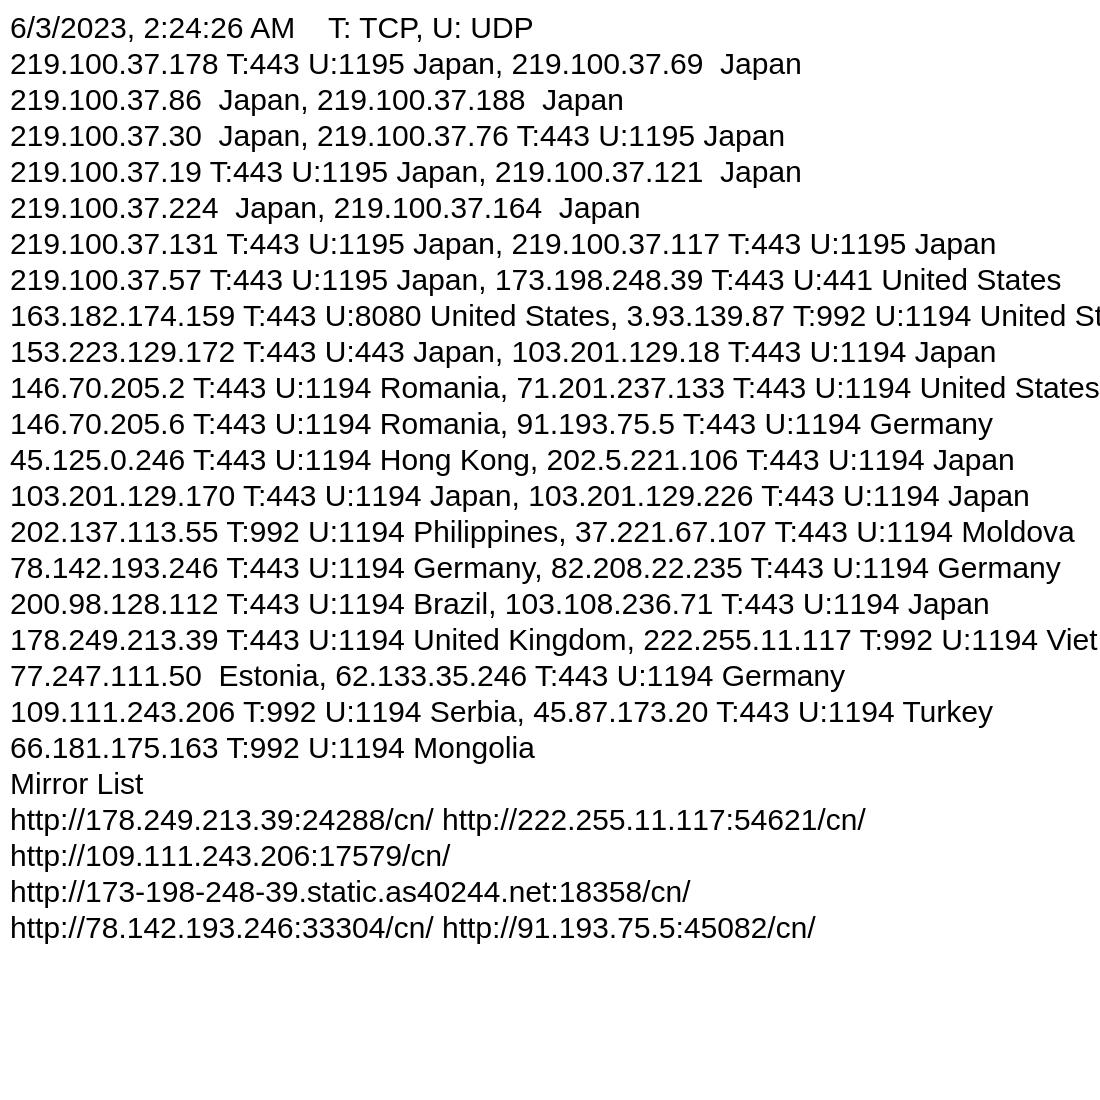 6/3/2023, 2:24:26 AM    T: TCP, U: UDP
219.100.37.178 T:443 U:1195 Japan, 219.100.37.69  Japan
219.100.37.86  Japan, 219.100.37.188  Japan
219.100.37.30  Japan, 219.100.37.76 T:443 U:1195 Japan
219.100.37.19 T:443 U:1195 Japan, 219.100.37.121  Japan
219.100.37.224  Japan, 219.100.37.164  Japan
219.100.37.131 T:443 U:1195 Japan, 219.100.37.117 T:443 U:1195 Japan
219.100.37.57 T:443 U:1195 Japan, 173.198.248.39 T:443 U:441 United States
163.182.174.159 T:443 U:8080 United States, 3.93.139.87 T:992 U:1194 United St
153.223.129.172 T:443 U:443 Japan, 103.201.129.18 T:443 U:1194 Japan
146.70.205.2 T:443 U:1194 Romania, 71.201.237.133 T:443 U:1194 United States
146.70.205.6 T:443 U:1194 Romania, 91.193.75.5 T:443 U:1194 Germany
45.125.0.246 T:443 U:1194 Hong Kong, 202.5.221.106 T:443 U:1194 Japan
103.201.129.170 T:443 U:1194 Japan, 103.201.129.226 T:443 U:1194 Japan
202.137.113.55 T:992 U:1194 Philippines, 37.221.67.107 T:443 U:1194 Moldova
78.142.193.246 T:443 U:1194 Germany, 82.208.22.235 T:443 U:1194 Germany
200.98.128.112 T:443 U:1194 Brazil, 103.108.236.71 T:443 U:1194 Japan
178.249.213.39 T:443 U:1194 United Kingdom, 222.255.11.117 T:992 U:1194 Viet
77.247.111.50  Estonia, 62.133.35.246 T:443 U:1194 Germany
109.111.243.206 T:992 U:1194 Serbia, 45.87.173.20 T:443 U:1194 Turkey
66.181.175.163 T:992 U:1194 Mongolia
Mirror List
http://178.249.213.39:24288/cn/ http://222.255.11.117:54621/cn/
http://109.111.243.206:17579/cn/
http://173-198-248-39.static.as40244.net:18358/cn/
http://78.142.193.246:33304/cn/ http://91.193.75.5:45082/cn/